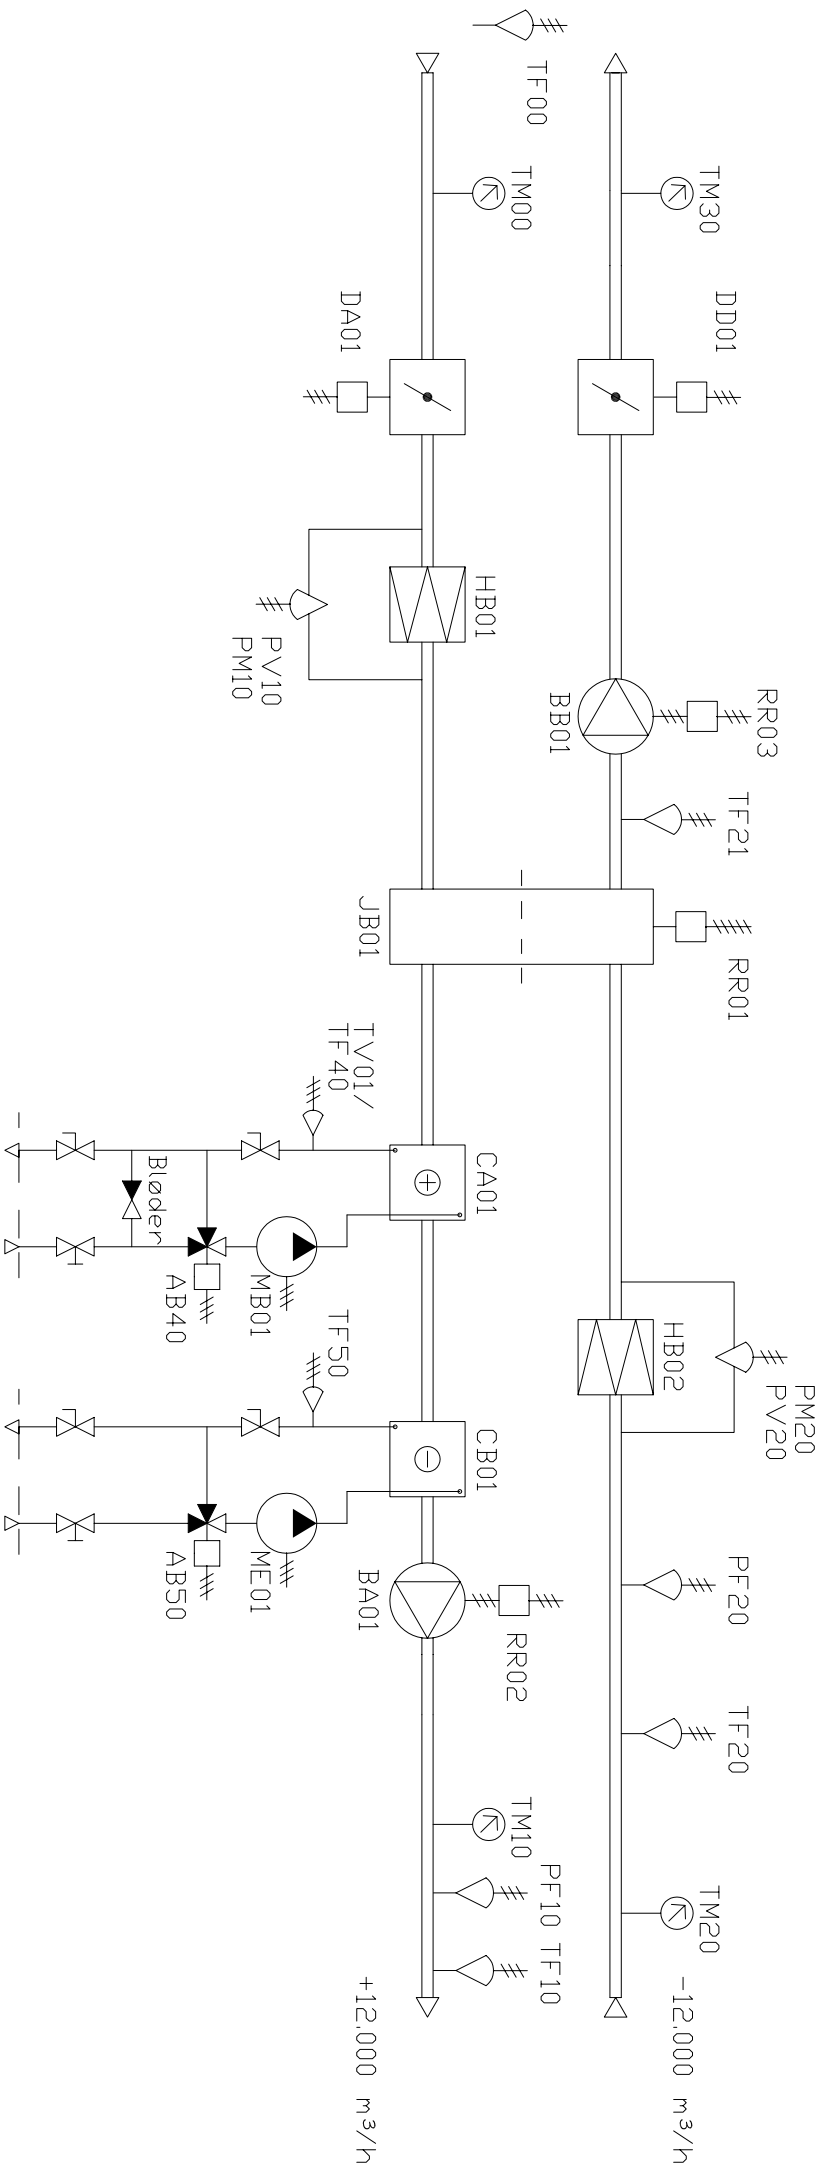 TM30
DD01
RR03
TF21
RR01
PM20
PV20
PF20
TF20
TM20
-12.000 m³/h
BB01
HB02
TF00
TM00
HB01
CA01
CB01
RR02
TM10
PF10 TF10
+12.000 m³/h
DA01
PV10
PM10
JB01
TV01/
TF40
TF50
BA01
MB01
ME01
AB40
AB50
Bløder